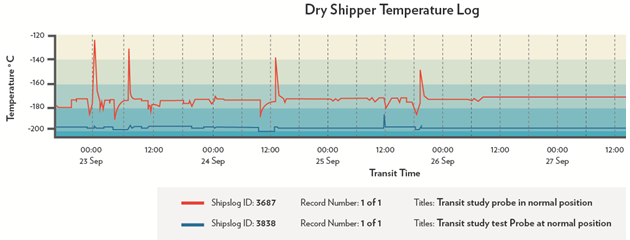 Dry Shipper Temperature Log
-120
-140
-160
-180
-200
Temperature °C
00:00 12:00 00:00 12:00 00:00 12:00 00:00 12:00 00:00 12:00
23 Sep 24 Sep 25 Sep 26 Sep 27 Sep
Transit Time
Shipslog ID: 3687 Record Number: 1 of 1 Titles: Transit study probe in normal position
Shipslog ID: 3838 Record Number: 1 of 1 Titles: Transit study test Probe at normal position